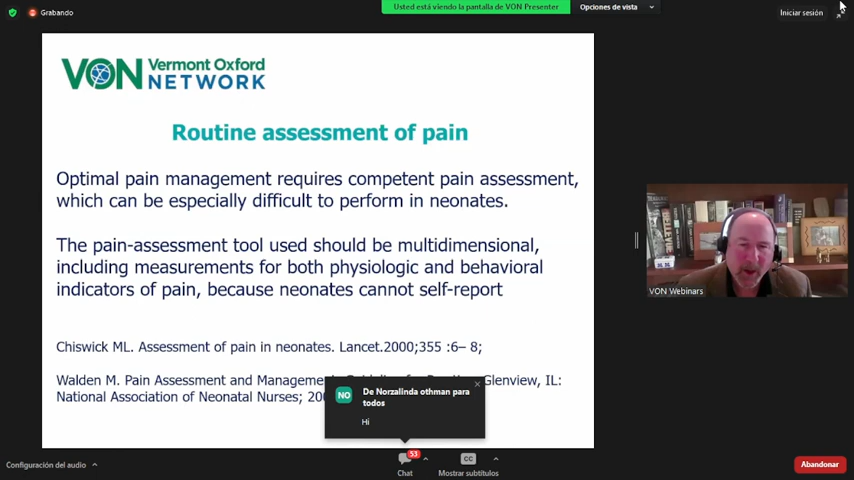 Grabando
Usted está viendo la pantalla de VON Presenter
Opciones de vista
Iniciar sesión
VON Vermont Oxford
NETWORK
Routine assessment of pain
Optimal pain management requires competent pain assessment,
which can be especially difficult to perform in neonates.
The pain-assessment tool used should be multidimensional,
including measurements for both physiologic and behavioral
indicators of pain, because neonates cannot self-report
Chiswick ML. Assessment of pain in neonates. Lancet.2000;355 :6– 8;
Walden M. Pain Assessment and Management: Glenview, IL:
National Association of Neonatal Nurses;
NO
De Norzalinda othman para
todos
Hi
VON Webinars
Configuración del audio
53
Chat
CC
Mostrar subtítulos
Abandonar